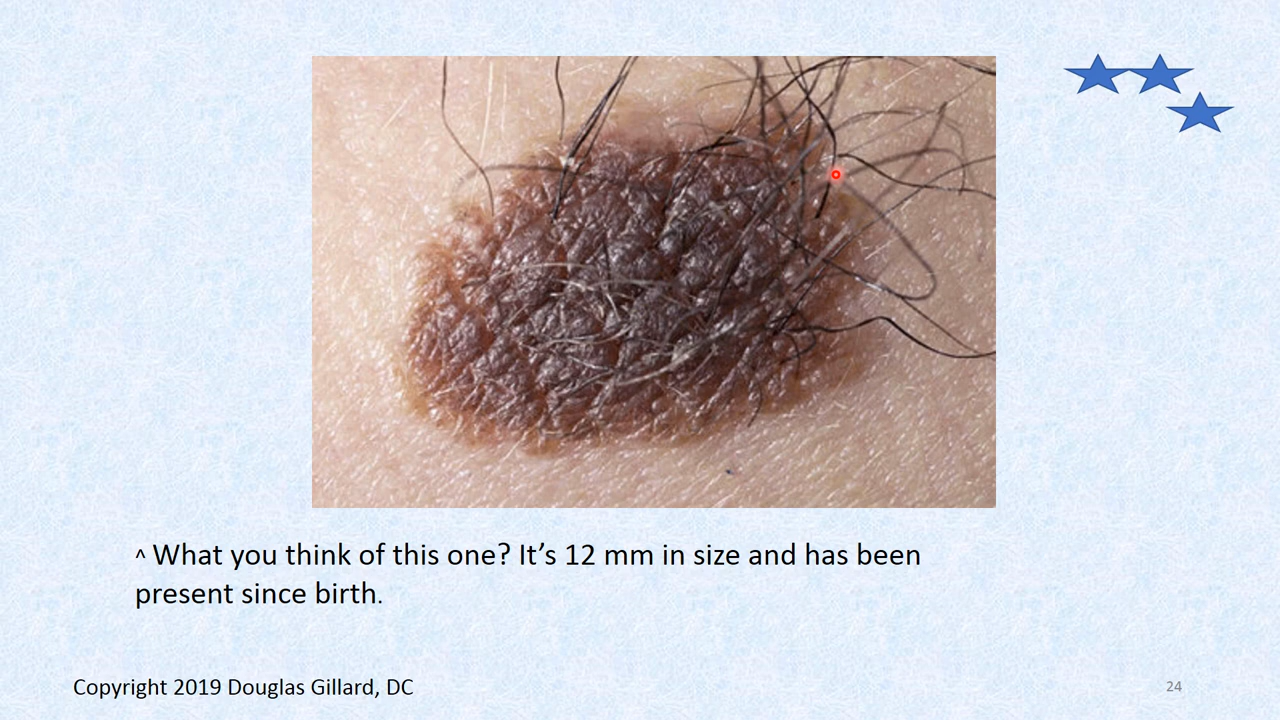 ^ What you think of this one? It’s 12 mm in size and has been
present since birth.
Copyright 2019 Douglas Gillard, DC
24